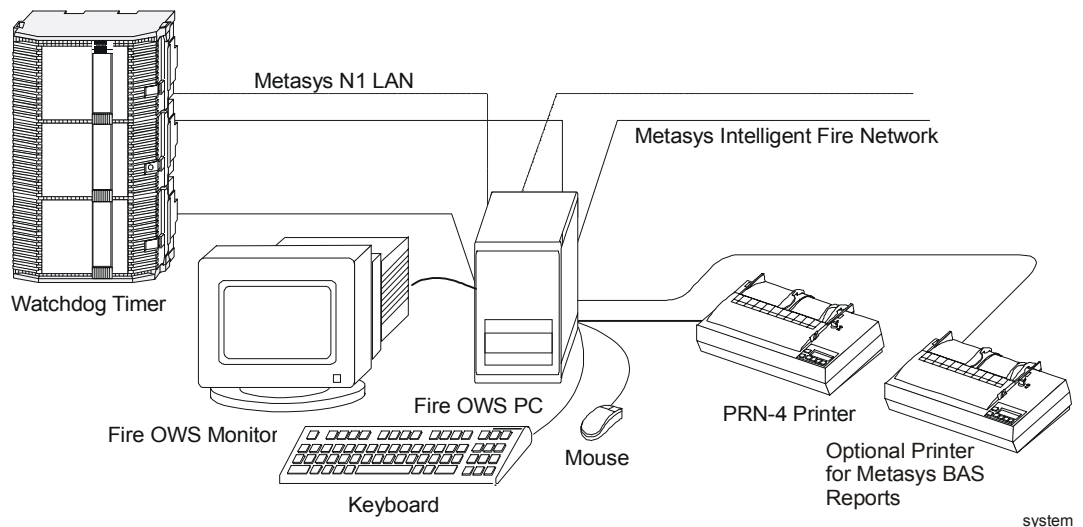 Metasys N1 LAN
Metasys Intelligent Fire Network
Watchdog Timer
Fire OWS PC
Fire OWS Monitor
PRN-4 Printer
Mouse
Optional Printer
for Metasys BAS
Reports
Keyboard
system